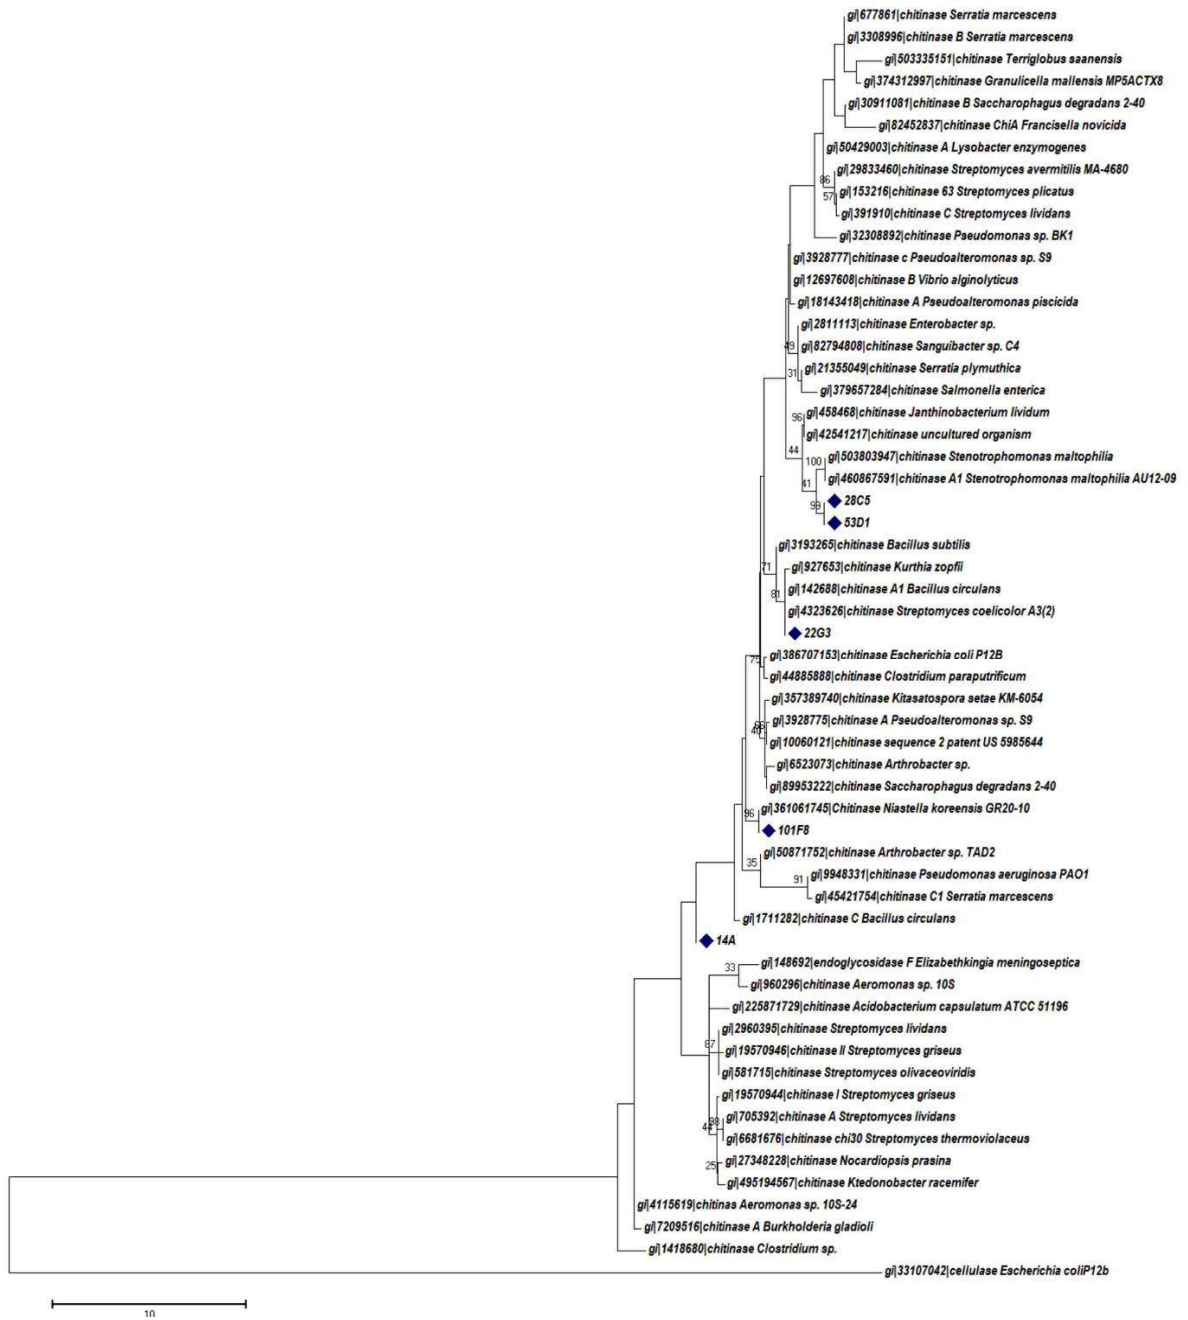 gi|677861|chitinase Serratia marcescens
gi|3308996|chitinase B Serratia marcescens
gi|503335151|chitinase Terriglobus saanensis
gi|374312997|chitinase Granulicella mallensis MP5ACTX8
gi|30911081|chitinase B Saccharophagus degradans 2-40
gi|82452837|chitinase ChiA Francisella novicida
gi|50429003|chitinase A Lysobacter enzymogenes
gi|29833460|chitinase Streptomyces avermitilis MA-4680
86
gi|153216|chitinase 63 Streptomyces plicatus
57
gi|391910|chitinase C Streptomyces lividans
gi|32308892|chitinase Pseudomonas sp. BK1
gi|3928777|chitinase c Pseudoalteromonas sp. S9
gi|12697608|chitinase B Vibrio alginolyticus
gi|18143418|chitinase A Pseudoalteromonas piscicida
gi|2811113|chitinase Enterobacter sp.
49
gi|82794808|chitinase Sanguibacter sp. C4
gi|21355049|chitinase Serratia plymuthica
31
gi|379657284|chitinase Salmonella enterica
gi|458468|chitinase Janthinobacterium lividum
96
gi|42541217|chitinase uncultured organism
44
gi|503803947|chitinase Stenotrophomonas maltophilia
100
gi|460867591|chitinase A1 Stenotrophomonas maltophilia AU12-09
41
28C5
99
53D1
gi|3193265|chitinase Bacillus subtilis
71
gi|927653|chitinase Kurthia zopfii
gi|142688|chitinase A1 Bacillus circulans
81
gi|4323626|chitinase Streptomyces coelicolor A3(2)
22G3
gi|386707153|chitinase Escherichia coli P12B
75
gi|44885888|chitinase Clostridium paraputrificum
gi|357389740|chitinase Kitasatospora setae KM-6054
gi|3928775|chitinase A Pseudoalteromonas sp. S9
gi|10060121|chitinase sequence 2 patent US 5985644
gi|6523073|chitinase Arthrobacter sp.
gi|89953222|chitinase Saccharophagus degradans 2-40
gi|361061745|Chitinase Niastella koreensis GR20-10
96
101F8
gi|50871752|chitinase Arthrobacter sp. TAD2
35
gi|9948331|chitinase Pseudomonas aeruginosa PAO1
91
gi|45421754|chitinase C1 Serratia marcescens
gi|1711282|chitinase C Bacillus circulans
14A
gi|148692|endoglycosidase F Elizabethkingia meningoseptica
33
gi|960296|chitinase Aeromonas sp. 10S
gi|225871729|chitinase Acidobacterium capsulatum ATCC 51196
gi|2960395|chitinase Streptomyces lividans
87
gi|19570946|chitinase II Streptomyces griseus
gi|581715|chitinase Streptomyces olivaceoviridis
gi|19570944|chitinase I Streptomyces griseus
gi|705392|chitinase A Streptomyces lividans
gi|6681676|chitinase chi30 Streptomyces thermoviolaceus
gi|27348228|chitinase Nocardiopsis prasina
25
gi|495194567|chitinase Ktedonobacter racemifer
gi|4115619|chitinas Aeromonas sp. 10S-24
gi|7209516|chitinase A Burkholderia gladioli
gi|1418680|chitinase Clostridium sp.
gi|33107042|cellulase Escherichia coliP12b
10